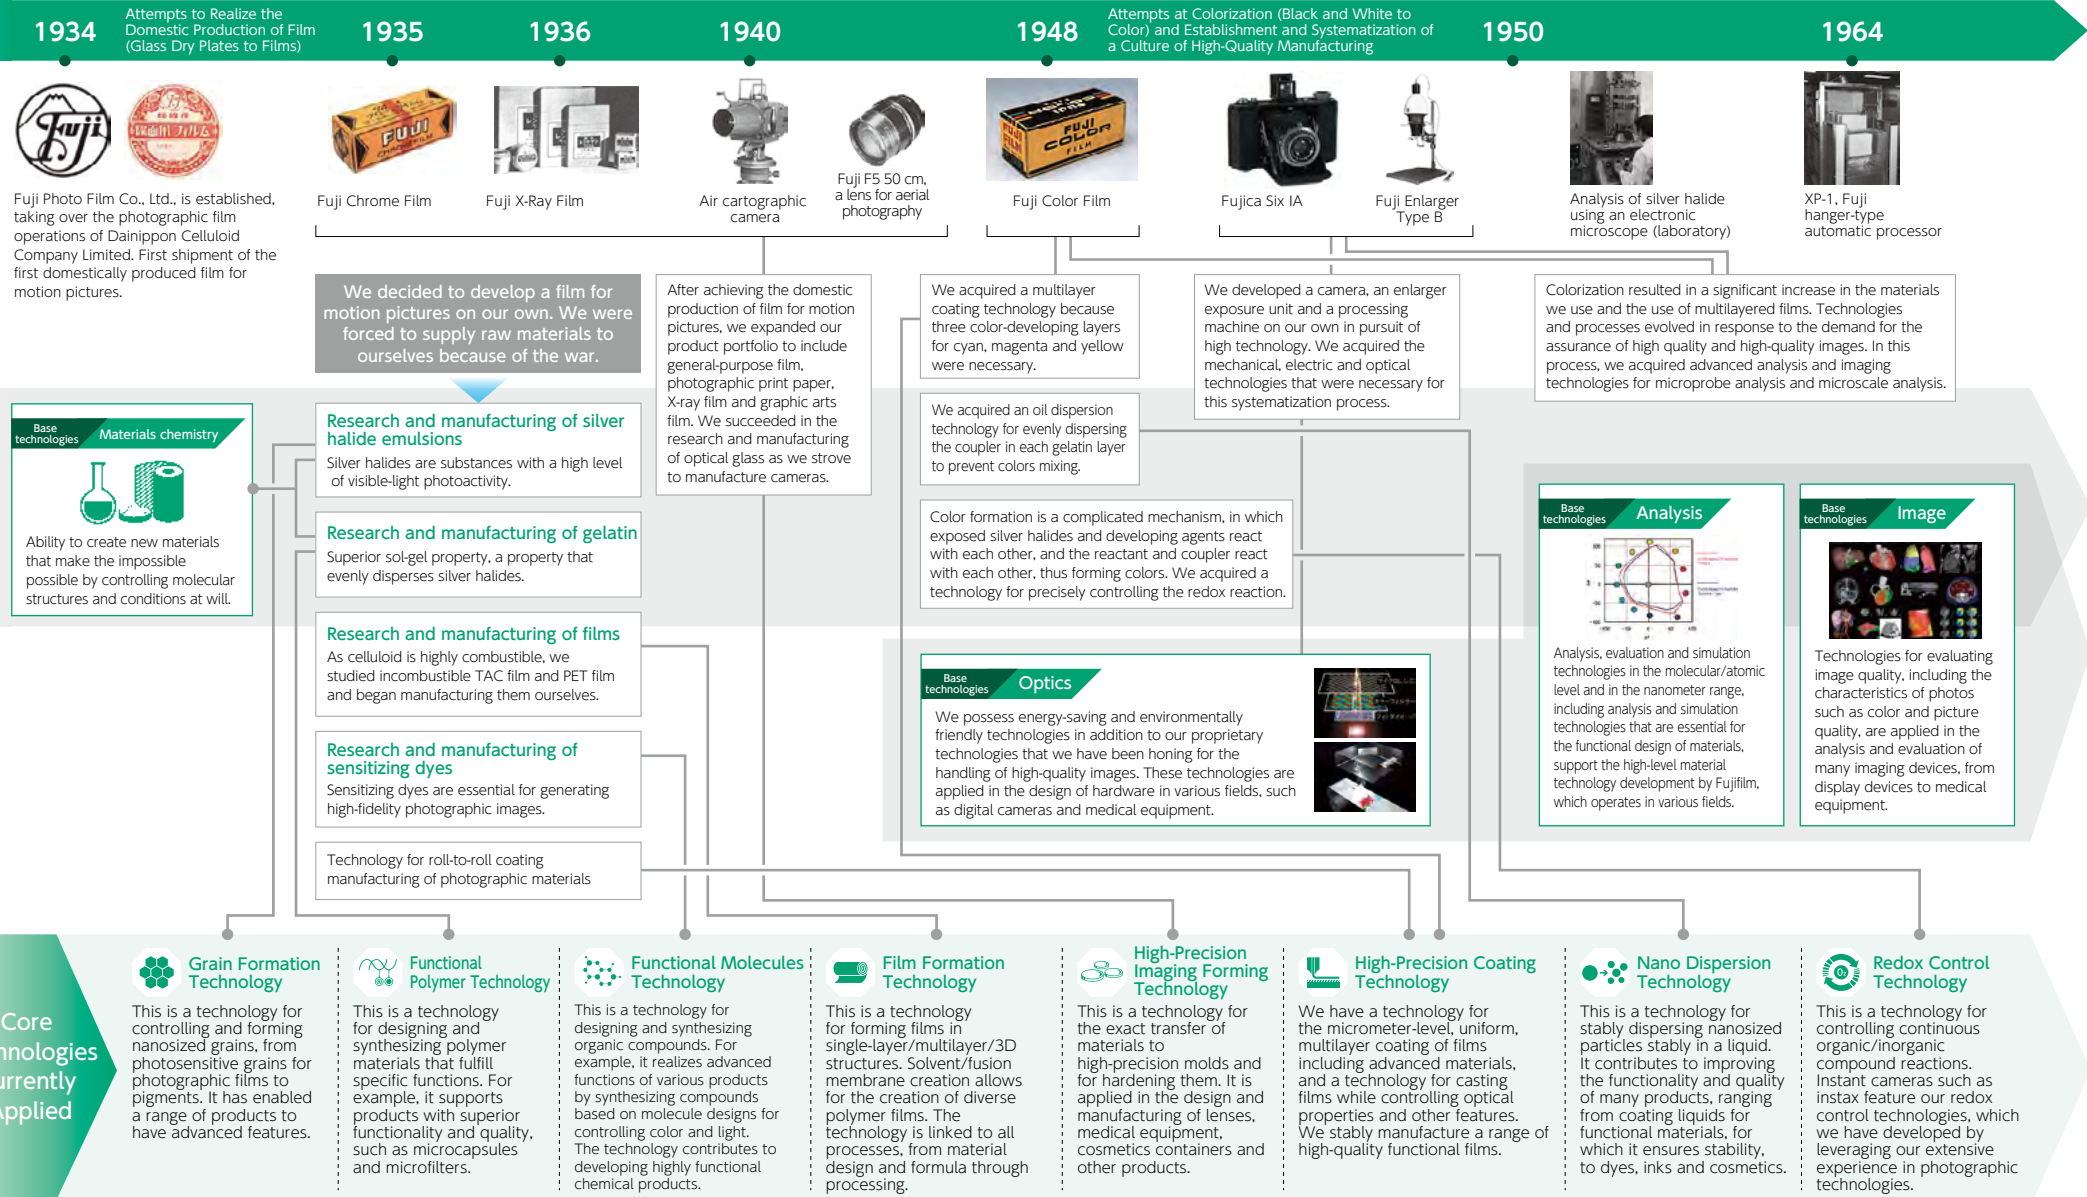 1934
Attempts to Realize the
Domestic Production of Film
(Glass Dry Plates to Films)
1935
1936
1940
1948
Attempts at Colorization (Black and White to
Color) and Establishment and Systematization of
a Culture of High-Quality Manufacturing
1950
1964
Fuji
FUJI
FUJI
COLOR
FILM
Fuji Photo Film Co., Ltd., is established,
taking over the photographic film
operations of Dainippon Celluloid
Company Limited. First shipment of the
first domestically produced film for
motion pictures.
Fuji Chrome Film
Fuji X-Ray Film
Air cartographic
camera
Fuji F5 50 cm,
a lens for aerial
photography
Fuji Color Film
Fujica Six IA
Fuji Enlarger
Type B
Analysis of silver halide
using an electronic
microscope (laboratory)
XP-1, Fuji
hanger-type
automatic processor
We decided to develop a film for
motion pictures on our own. We were
forced to supply raw materials to
ourselves because of the war.
After achieving the domestic
production of film for motion
pictures, we expanded our
product portfolio to include
general-purpose film,
photographic print paper,
X-ray film and graphic arts
film. We succeeded in the
research and manufacturing
of optical glass as we strove
to manufacture cameras.
We acquired a multilayer
coating technology because
three color-developing layers
for cyan, magenta and yellow
were necessary.
We acquired an oil dispersion
technology for evenly dispersing
the coupler in each gelatin layer
to prevent colors mixing.
Color formation is a complicated mechanism, in which
exposed silver halides and developing agents react
with each other, and the reactant and coupler react
with each other, thus forming colors. We acquired a
technology for precisely controlling the redox reaction.
We developed a camera, an enlarger
exposure unit and a processing
machine on our own in pursuit of
high technology. We acquired the
mechanical, electric and optical
technologies that were necessary for
this systematization process.
Colorization resulted in a significant increase in the materials
we use and the use of multilayered films. Technologies
and processes evolved in response to the demand for the
assurance of high quality and high-quality images. In this
process, we acquired advanced analysis and imaging
technologies for microprobe analysis and microscale analysis.
Base
technologies
Materials chemistry
Ability to create new materials
that make the impossible
possible by controlling molecular
structures and conditions at will.
Research and manufacturing of silver
halide emulsions
Silver halides are substances with a high level
of visible-light photoactivity.
Research and manufacturing of gelatin
Superior sol-gel property, a property that
evenly disperses silver halides.
Research and manufacturing of films
As celluloid is highly combustible, we
studied incombustible TAC film and PET film
and began manufacturing them ourselves.
Research and manufacturing of
sensitizing dyes
Sensitizing dyes are essential for generating
high-fidelity photographic images.
Technology for roll-to-roll coating
manufacturing of photographic materials
Base
technologies
Optics
We possess energy-saving and environmentally
friendly technologies in addition to our proprietary
technologies that we have been honing for the
handling of high-quality images. These technologies are
applied in the design of hardware in various fields, such
as digital cameras and medical equipment.
Base
technologies
Analysis
Analysis, evaluation and simulation
technologies in the molecular/atomic
level and in the nanometer range,
including analysis and simulation
technologies that are essential for
the functional design of materials,
support the high-level material
technology development by Fujifilm,
which operates in various fields.
Base
technologies
Image
Technologies for evaluating
image quality, including the
characteristics of photos
such as color and picture
quality, are applied in the
analysis and evaluation of
many imaging devices, from
display devices to medical
equipment.
Core
urrently
Grain Formation
Technology
This is a technology for
controlling and forming
nanosized grains, from
photosensitive grains for
photographic films to
pigments. It has enabled
a range of products to
have advanced features.
Functional
Polymer Technology
This is a technology
for designing and
synthesizing polymer
materials that fulfill
specific functions. For
example, it supports
products with superior
functionality and quality,
such as microcapsules
and microfilters.
Functional Molecules
Technology
This is a technology for
designing and synthesizing
organic compounds. For
example, it realizes advanced
functions of various products
by synthesizing compounds
based on molecule designs for
controlling color and light.
The technology contributes to
developing highly functional
chemical products.
Film Formation
Technology
This is a technology
for forming films in
single-layer/multilayer/3D
structures. Solvent/fusion
membrane creation allows
for the creation of diverse
polymer films. The
technology is linked to all
processes, from material
design and formula through
processing.
High-Precision
Imaging Forming
Technology
This is a technology for
the exact transfer of
materials to
high-precision molds and
for hardening them. It is
applied in the design and
manufacturing of lenses,
medical equipment,
cosmetics containers and
other products.
High-Precision Coating
Technology
We have a technology for
the micrometer-level, uniform,
multilayer coating of films
including advanced materials,
and a technology for casting
films while controlling optical
properties and other features.
We stably manufacture a range of
high-quality functional films.
Nano Dispersion
Technology
This is a technology for
stably dispersing nanosized
particles stably in a liquid.
It contributes to improving
the functionality and quality
of many products, ranging
from coating liquids for
functional materials, for
which it ensures stability,
to dyes, inks and cosmetics.
O₂
Redox Control
Technology
This is a technology for
controlling continuous
organic/inorganic
compound reactions.
Instant cameras such as
instax feature our redox
control technologies, which
we have developed by
leveraging our extensive
experience in photographic
technologies.